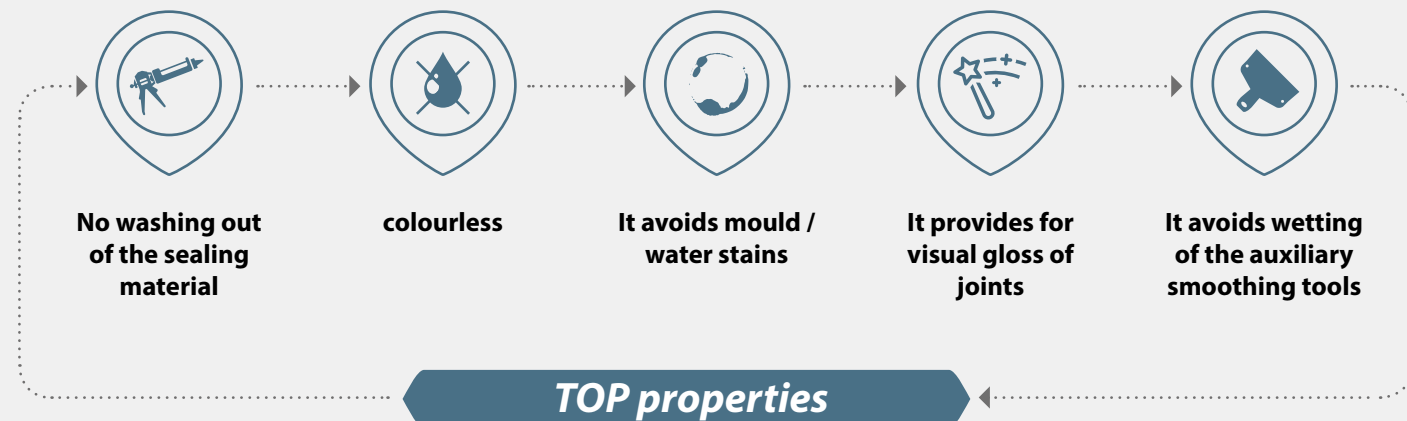 No washing out
of the sealing
material
colourless
It avoids mould /
water stains
It provides for
visual gloss of
joints
It avoids wetting
of the auxiliary
smoothing tools
TOP properties